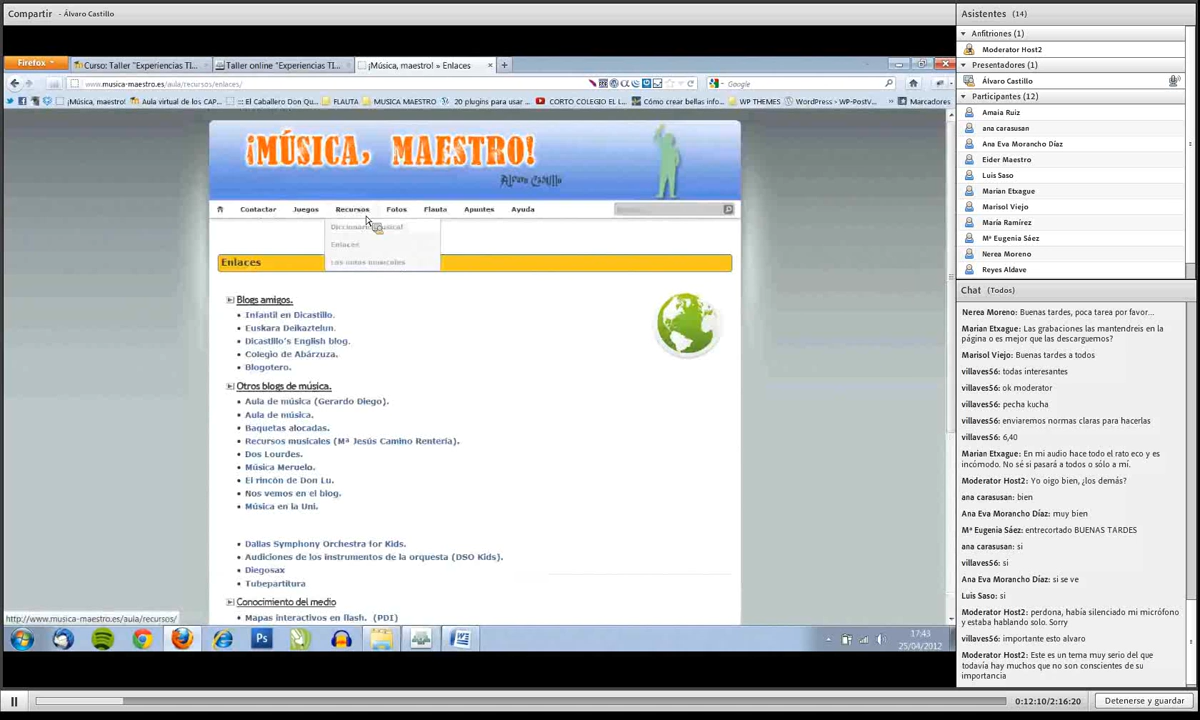 Compartir - Álvaro Castillo
Firefox
Curso: Taller "Experiencias TI...
Taller online "Experiencias TI...
¡Música, maestro! » Enlaces
www.musica-maestro.es/aula/recursos/enlaces/
Google
¡Música, maestro!
Aula virtual de los CAP...
El Caballero Don Qu...
FLAUTA
MUSICA MAESTRO
20 plugins para usar ...
CORTO COLEGIO EL L...
Cómo crear bellas info...
WP THEMES
WordPress › WP-PostV...
Marcadores
¡MÚSICA, MAESTRO!
Álvaro Castillo
Contactar Juegos Recursos Fotos Flauta Apuntes Ayuda
Diccionario musical
Enlaces
Las notas musicales
Enlaces
Blogs amigos.
Infantil en Dicastillo.
Euskara Deikaztelun.
Dicastillo's English blog.
Colegio de Abárzuza.
Blogotero.
Otros blogs de música.
Aula de música (Gerardo Diego).
Aula de música.
Baquetas alocadas.
Recursos musicales (Mª Jesús Camino Rentería).
Dos Lourdes.
Música Meruelo.
El rincón de Don Lu.
Nos vemos en el blog.
Música en la Uni.
Dallas Symphony Orchestra for Kids.
Audiciones de los instrumentos de la orquesta (DSO Kids).
Diegosax
Tubepartitura
Conocimiento del medio
Mapas interactivos en flash. (PDI)
http://www.musica-maestro.es/aula/recursos/
Ps
17:43
25/04/2012
Asistentes (14)
Anfitriones (1)
Moderator Host2
Presentadores (1)
Álvaro Castillo
Participantes (12)
Amaia Ruiz
ana carasusan
Ana Eva Morancho Díaz
Eider Maestro
Luis Saso
Marian Etxague
Marisol Viejo
María Ramírez
Mª Eugenia Sáez
Nerea Moreno
Reyes Aldave
Chat (Todos)
Nerea Moreno: Buenas tardes, poca tarea por favor...
Marian Etxague: Las grabaciones las mantendreis en la
página o es mejor que las descarguemos?
Marisol Viejo: Buenas tardes a todos
villaves56: todas interesantes
villaves56: ok moderator
villaves56: pecha kucha
villaves56: enviaremos normas claras para hacerlas
villaves56: 6,40
Marian Etxague: En mi audio hace todo el rato eco y es
incómodo. No sé si pasará a todos o sólo a mí.
Moderator Host2: Yo oigo bien, ¿los demás?
ana carasusan: bien
Ana Eva Morancho Díaz: muy bien
Mª Eugenia Sáez: entrecortado BUENAS TARDES
ana carasusan: si
villaves56: si
Ana Eva Morancho Díaz: si se ve
Luis Saso: si
Moderator Host2: perdona, había silenciado mi micrófono
y estaba hablando solo. Sorry
villaves56: importante esto alvaro
Moderator Host2: Este es un tema muy serio del que
todavía hay muchos que no son conscientes de su
importancia
0:12:10/2:16:20
Detenerse y guardar